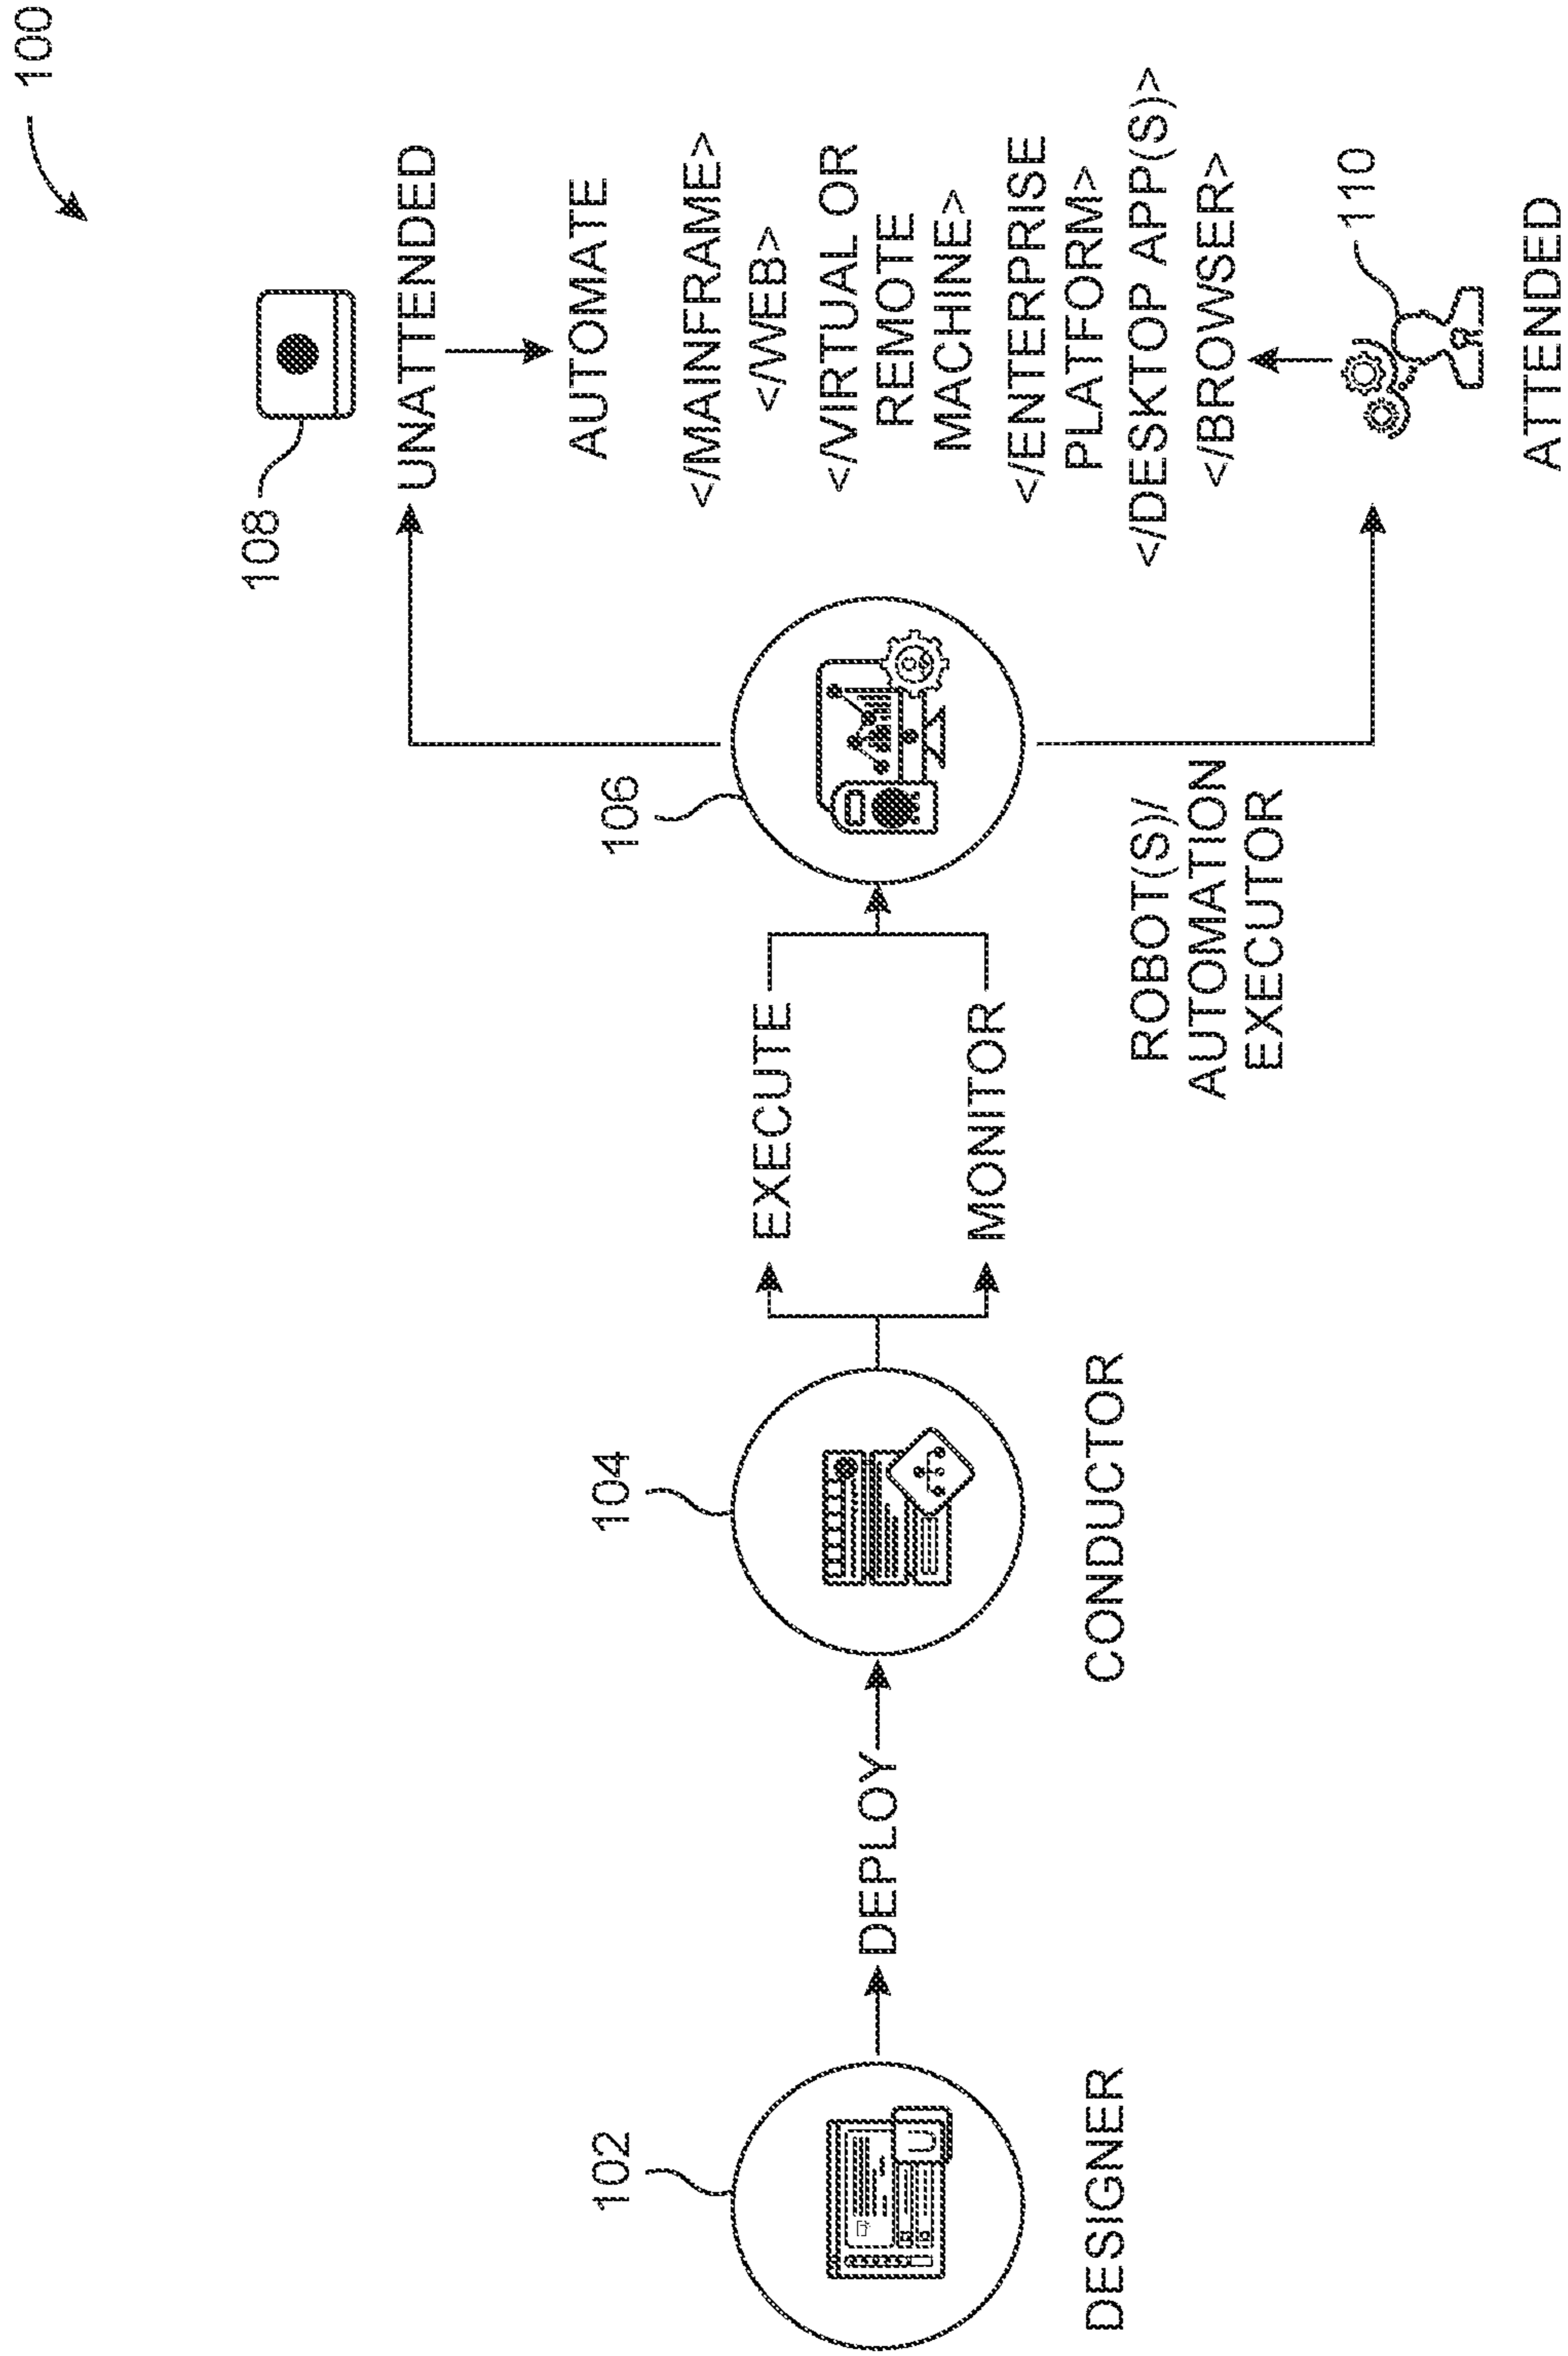 100
108
UNATTENDED
AUTOMATE
</MAINFRAME>
</WEB>
</VIRTUAL OR
REMOTE
MACHINE>
</ENTERPRISE
PLATFORM>
</DESKTOP APP(S)>
</BROWSER>
110
ATTENDED
102
DESIGNER
DEPLOY
104
CONDUCTOR
EXECUTE
MONITOR
106
ROBOT(S)/
AUTOMATION
EXECUTOR